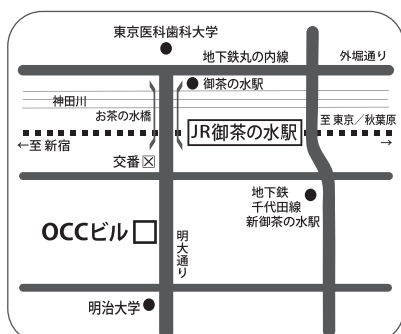 東京医科歯科大学
地下鉄丸の内線
外堀通り
御茶の水駅
神田川
お茶の水橋
JR御茶の水駅
至 東京／秋葉原
→
←至 新宿
交番
地下鉄
千代田線
新御茶の水駅
OCCビル
明大通り
明治大学